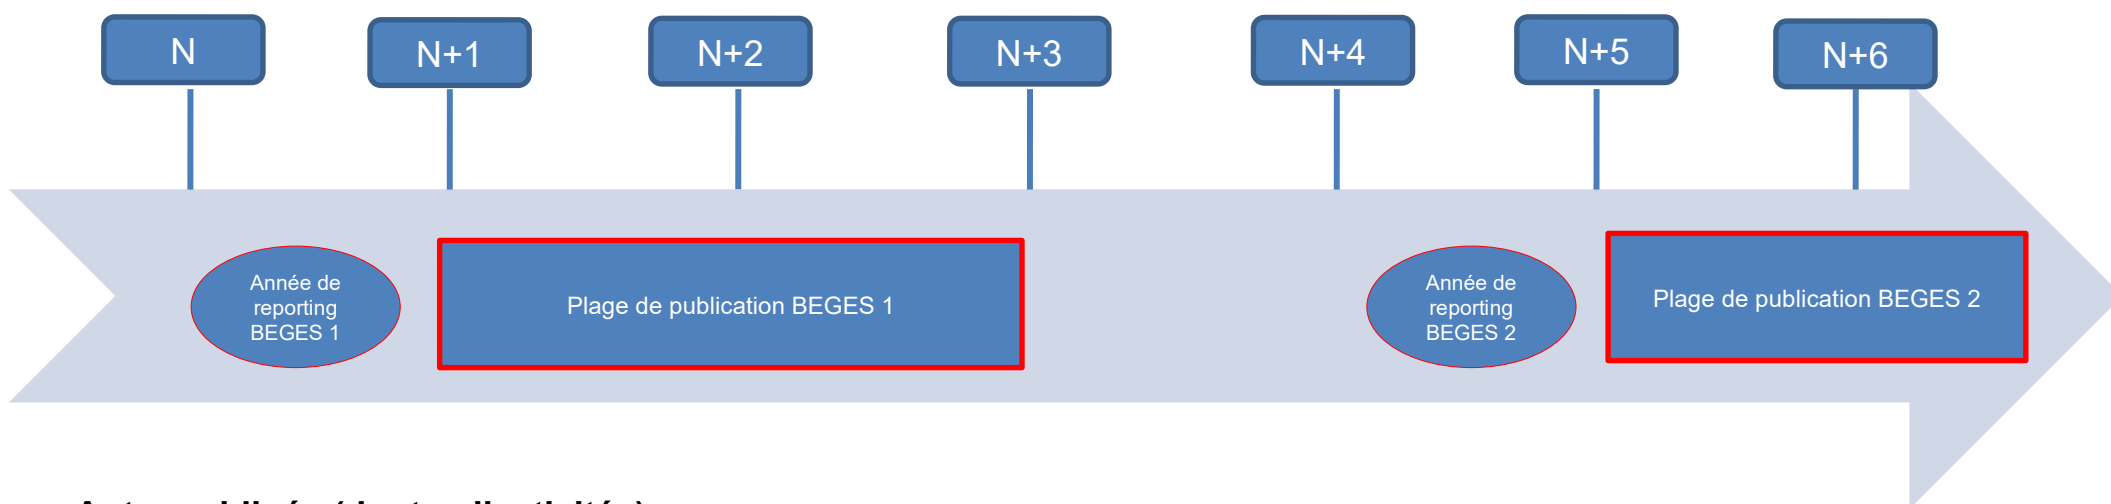 N
N+1
N+2
N+3
N+4
N+5
N+6
Année de
reporting
BEGES 1
Plage de publication BEGES 1
Année de
reporting
BEGES 2
Plage de publication BEGES 2